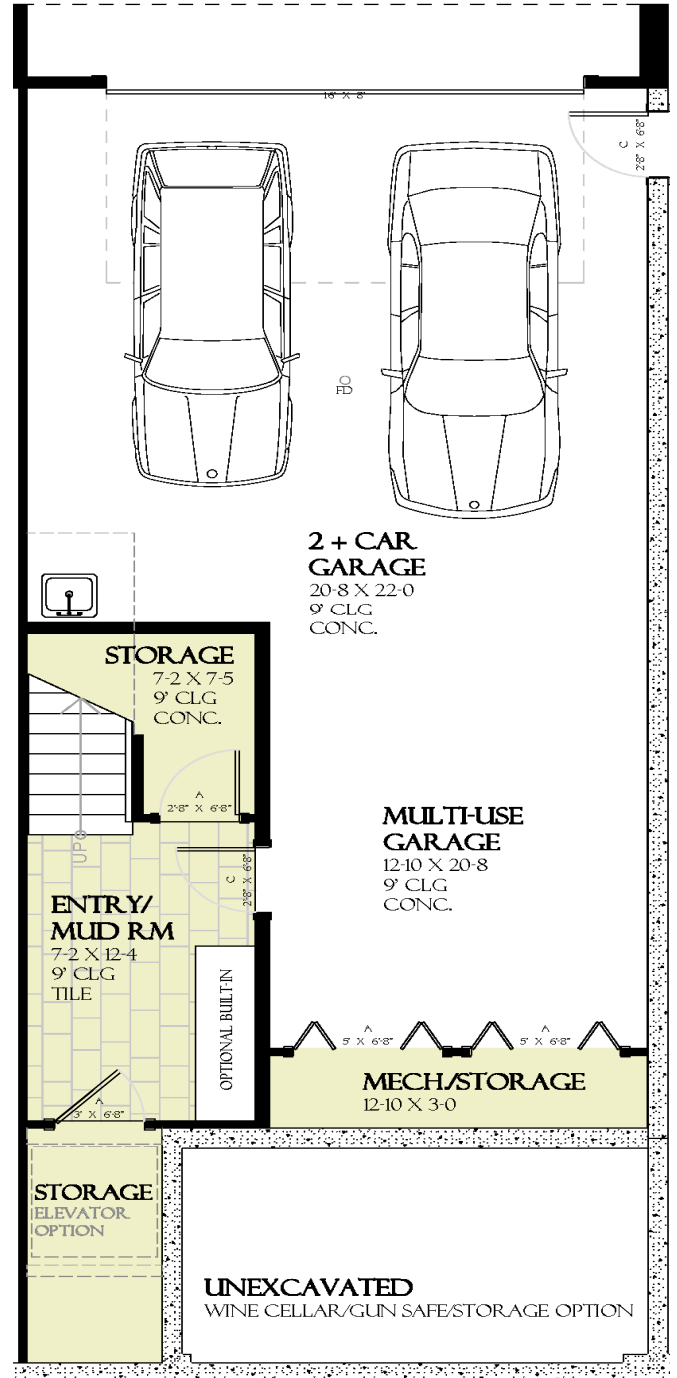 16' X 8'
C
2'8" X 6'8"
FD
2 + CAR
GARAGE
20-8 X 22-0
9' CLG
CONC.
STORAGE
7-2 X 7-5
9' CLG
CONC.
A
2'-8" X 6'-8"
UP
C
2'8" X 6'8"
MULTI-USE
GARAGE
12-10 X 20-8
9' CLG
CONC.
ENTRY/
MUD RM
7-2 X 12-4
9' CLG
TILE
OPTIONAL BUILT-IN
A
5' X 6'8"
A
5' X 6'8"
MECH/STORAGE
12-10 X 3-0
A
3' X 6'-8"
STORAGE
ELEVATOR
OPTION
UNEXCAVATED
WINE CELLAR/GUN SAFE/STORAGE OPTION